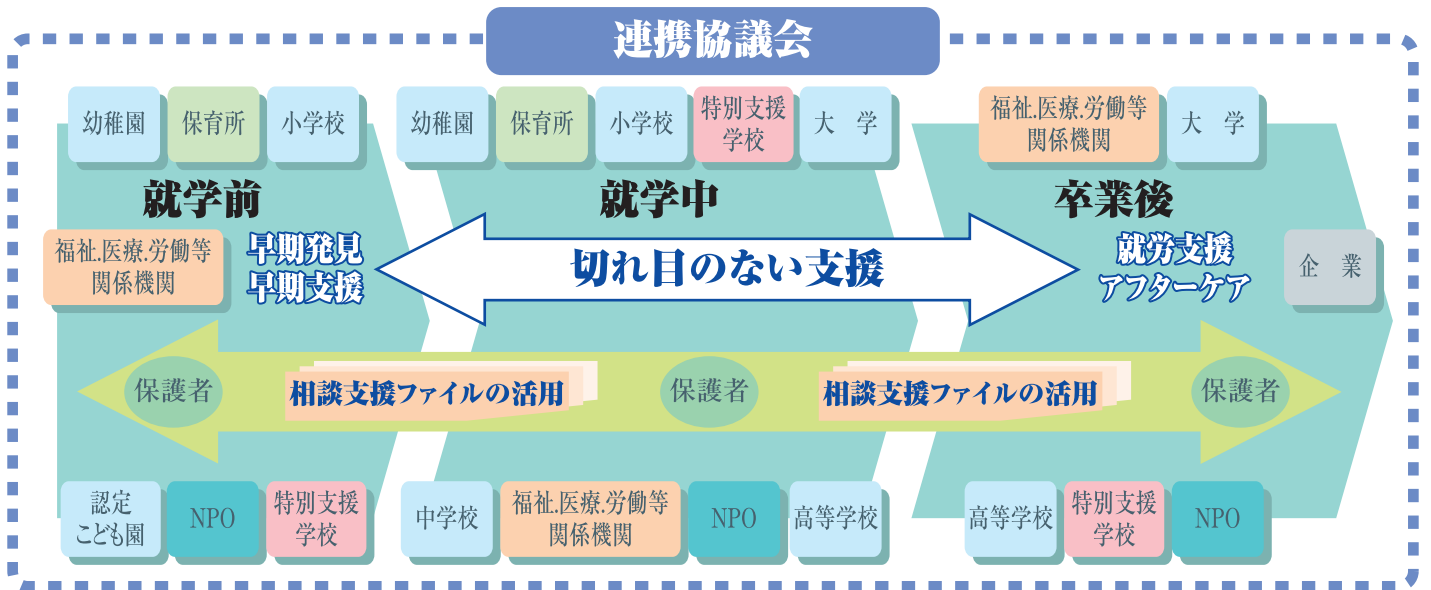 連携協議会
幼稚園
保育所
小学校
幼稚園
保育所
小学校
特別支援
学校
大　学
福祉.医療.労働等
関係機関
大　学
就学前
就学中
卒業後
福祉.医療.労働等
関係機関
早期発見
早期支援
切れ目のない支援
就労支援
アフターケア
企　業
保護者
相談支援ファイルの活用
保護者
相談支援ファイルの活用
保護者
認定
こども園
NPO
特別支援
学校
中学校
福祉.医療.労働等
関係機関
NPO
高等学校
高等学校
特別支援
学校
NPO